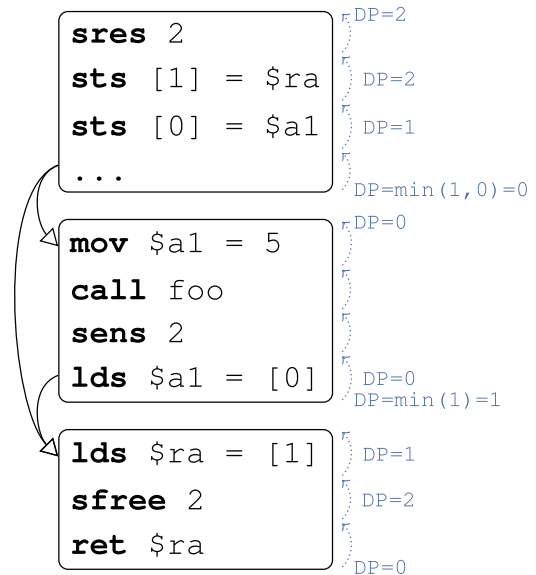 sres 2
sts [1] = $ra
sts [0] = $a1
...
mov $a1 = 5
call foo
sens 2
lds $a1 = [0]
lds $ra = [1]
sfree 2
ret $ra
DP=2
DP=2
DP=1
DP=min(1,0)=0
DP=0
DP=0
DP=min(1)=1
DP=1
DP=2
DP=0